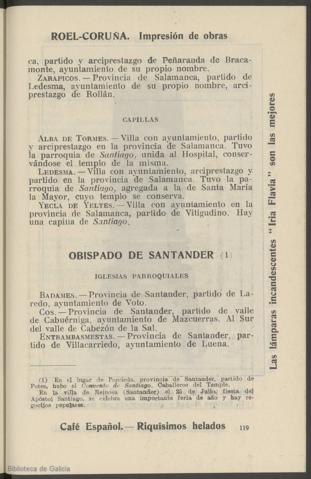 ROEL-CORUÑA. Impresión de obras
ca, partido y arciprestazgo de Peñaranda de Braca-
monte, ayuntamiento de su propio nombre.
ZARAPICOS. — Provincia de Salamanca, partido de
Ledesma, ayuntamiento de su propio nombre, arci-
prestazgo de Rollán.
CAPILLAS
ALBA DE TORMES. — Villa con ayuntamiento, partido
y arciprestazgo en la provincia de Salamanca. Tuvo
la parroquia de Santiago, unida al Hospital, conser-
vándose el templo de la misma.
LEDESMA. — Villa con ayuntamiento, arciprestazgo y
partido en la provincia de Salamanca. Tuvo la pa-
rroquia de Santiago, agregada a la de Santa María
la Mayor, cuyo templo se conserva.
YECLA DE YELTES. — Villa con ayuntamiento en la
provincia de Salamanca, partido de Vitigudino. Hay
una capilla de Santiago.
OBISPADO DE SANTANDER (1)
IGLESIAS PARROQUIALES
BADAMES. — Provincia de Santander, partido de La-
redo, ayuntamiento de Voto.
COS. — Provincia de Santander, partido de valle
de Cabuérniga, ayuntamiento de Mazcuerras. Al Sur
del valle de Cabezón de la Sal.
ENTRAMBASMESTAS. — Provincia de Santander, par-
tido de Villacarriedo, ayuntamiento de Luena.
(1) En el lugar de provincia de Santander, partido de
Potes, hubo el Convento de Santiago, Caballeros del Temple.
En la villa de Reinosa (Santander) el 25 de Julio, fiesta del
Apóstol Santiago, se celebra una importante feria de año y hay re-
gocijos populares.
Café Español. — Riquísimos helados 119
Las lámparas incandescentes "Iria Flavia" son las mejores
Biblioteca de Galicia